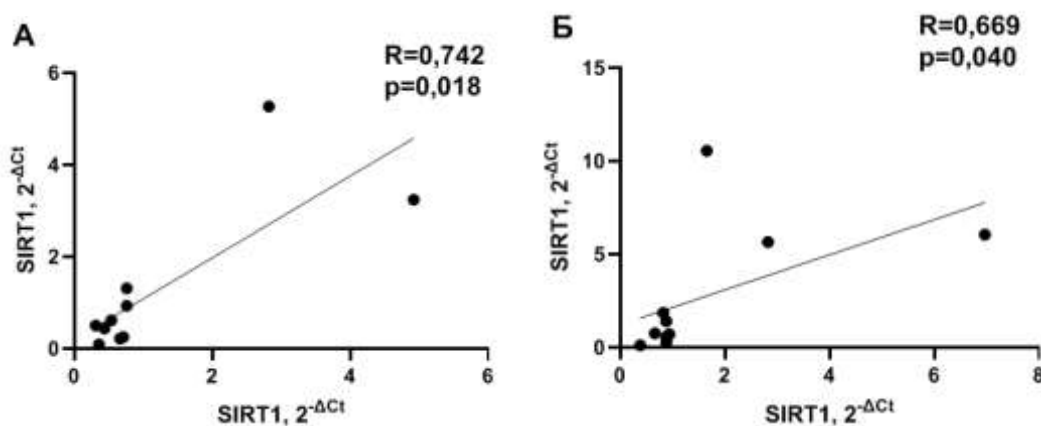 А
R=0,742
p=0,018
6
4
2
0
SIRT1, 2-ΔCt
0
2
4
6
SIRT1, 2-ΔCt
Б
R=0,669
p=0,040
15
10
5
0
SIRT1, 2-ΔCt
0
2
4
6
8
SIRT1, 2-ΔCt